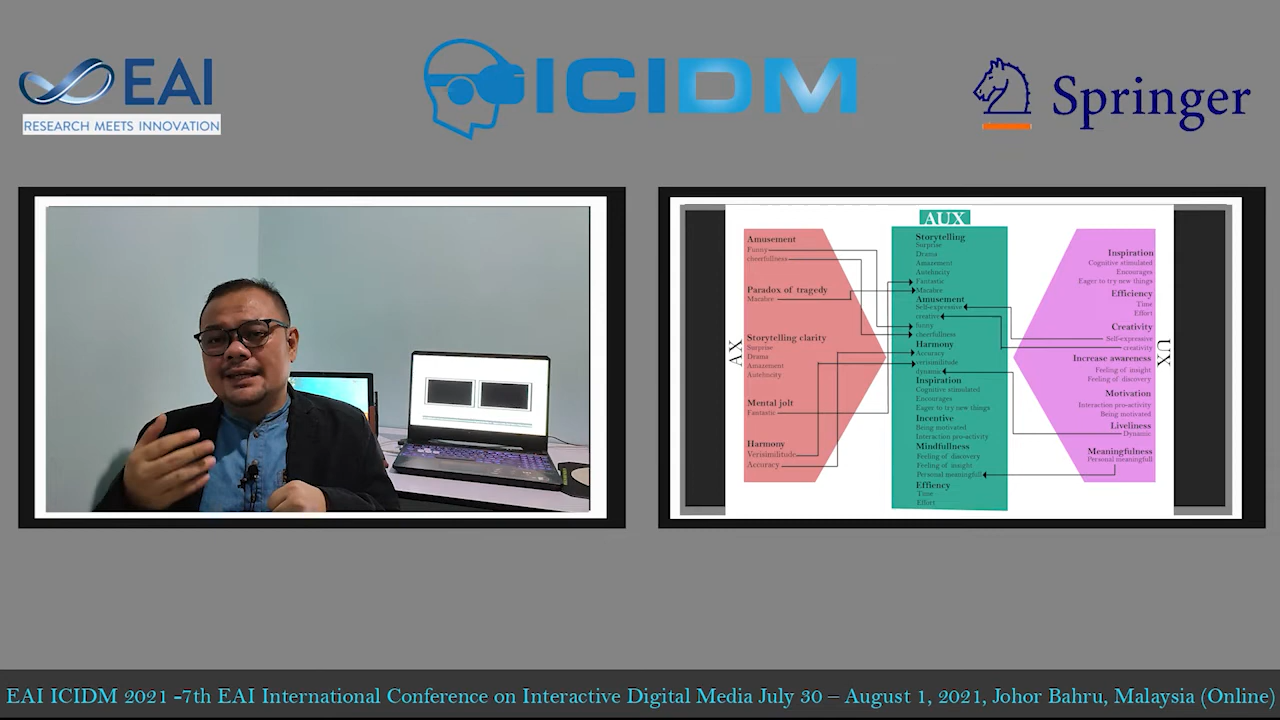 EAI
RESEARCH MEETS INNOVATION
ICIDM
Springer
AX
Amusement
Funny
cheerfullness
Paradox of tragedy
Macabre
Storytelling clarity
Surprise
Drama
Amazement
Autehncity
Mental jolt
Fantastic
Harmony
Verisimilitude
Accuracy
AUX
Storytelling
Surprise
Drama
Amazement
Autehncity
Fantastic
Macabre
Amusement
Self-expressive
creative
funny
cheerfullness
Harmony
Accuracy
verisimilitude
dynamic
Inspiration
Cognitive stimulated
Encourages
Eager to try new things
Incentive
Being motivated
Interaction pro-activity
Mindfullness
Feeling of discovery
Feeling of insight
Personal meaningfull
Effiency
Time
Effort
Inspiration
Cognitive stimulated
Encourages
Eager to try new things
Efficiency
Time
Effort
Creativity
Self-expressive
creativity
Increase awareness
Feeling of insight
Feeling of discovery
Motivation
Interaction pro-activity
Being motivated
Liveliness
Dynamic
Meaningfulness
Personal meaningfull
UX
EAI ICIDM 2021 -7th EAI International Conference on Interactive Digital Media July 30 – August 1, 2021, Johor Bahru, Malaysia (Online)